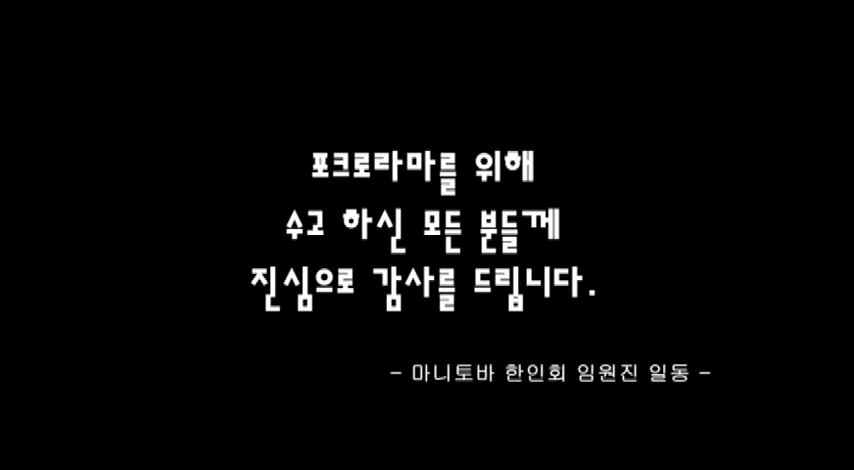 포크로라마를 위해
수고 하신 모든 분들께
진심으로 감사를 드립니다.
- 마니토바 한인회 임원진 일동 -